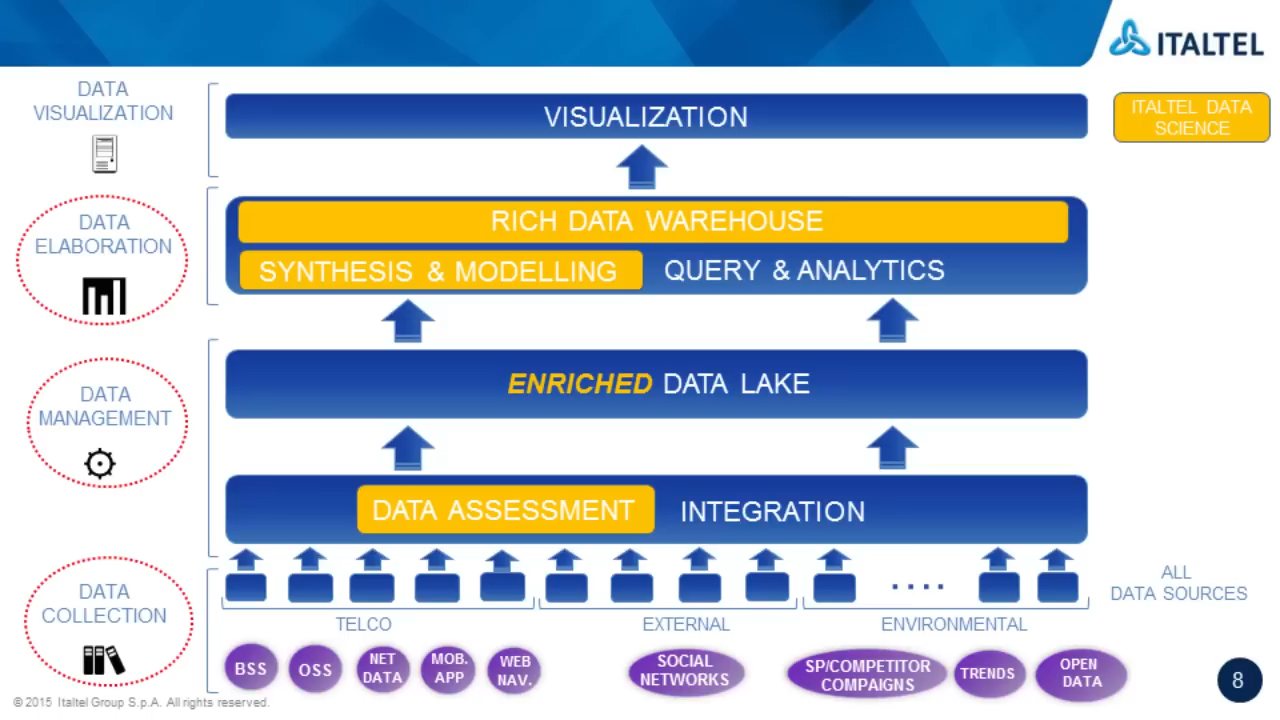 ITALTEL
DATA
VISUALIZATION
VISUALIZATION
ITALTEL DATA
SCIENCE
DATA
ELABORATION
RICH DATA WAREHOUSE
SYNTHESIS & MODELLING
QUERY & ANALYTICS
DATA
MANAGEMENT
ENRICHED DATA LAKE
DATA ASSESSMENT
INTEGRATION
DATA
COLLECTION
....
ALL
DATA SOURCES
TELCO
EXTERNAL
ENVIRONMENTAL
BSS
OSS
NET
DATA
MOB.
APP
WEB
NAV.
SOCIAL
NETWORKS
SP/COMPETITOR
COMPAIGNS
TRENDS
OPEN
DATA
8
© 2015 Italtel Group S.p.A. All rights reserved.